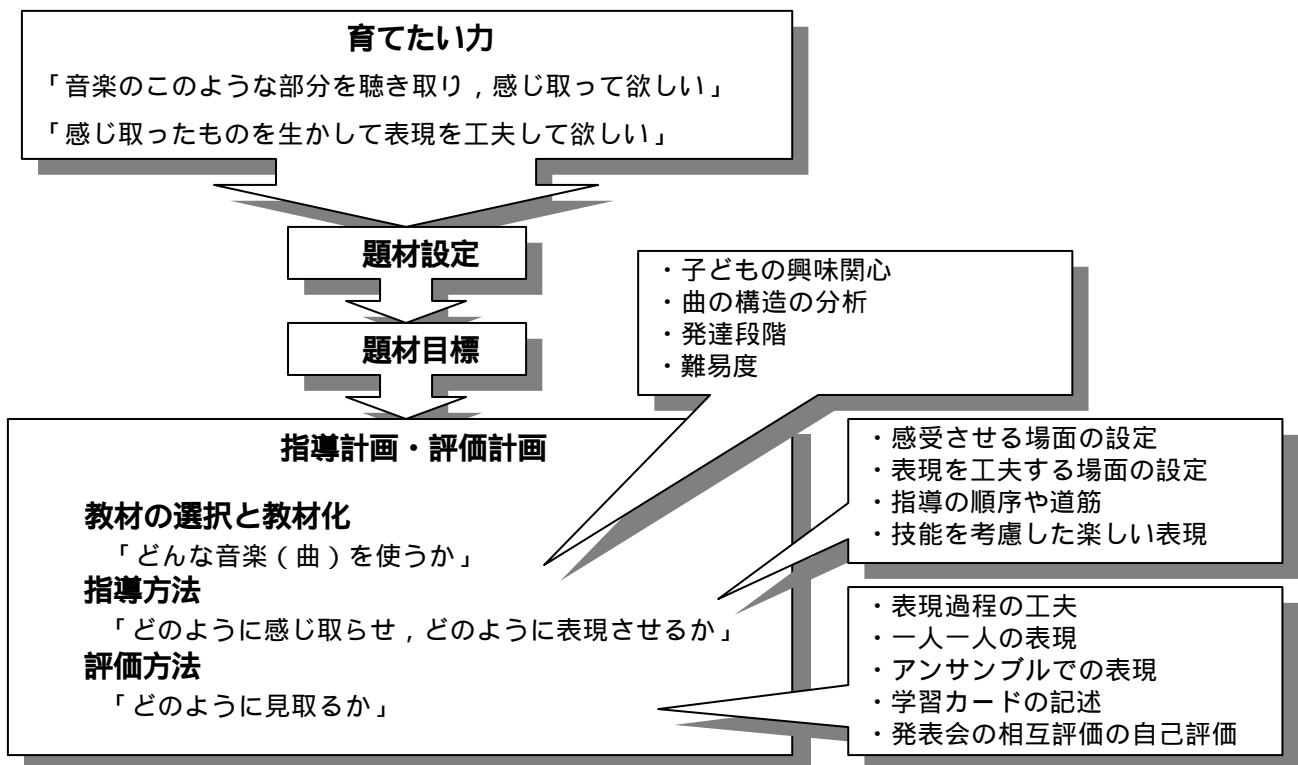 育てたい力
「音楽のこのような部分を聴き取り，感じ取って欲しい」
「感じ取ったものを生かして表現を工夫して欲しい」
題材設定
題材目標
・子どもの興味関心
・曲の構造の分析
・発達段階
・難易度
指導計画・評価計画
教材の選択と教材化
「どんな音楽（曲）を使うか」
指導方法
「どのように感じ取らせ，どのように表現させるか」
評価方法
「どのように見取るか」
・感受させる場面の設定
・表現を工夫する場面の設定
・指導の順序や道筋
・技能を考慮した楽しい表現
・表現過程の工夫
・一人一人の表現
・アンサンブルでの表現
・学習カードの記述
・発表会の相互評価の自己評価